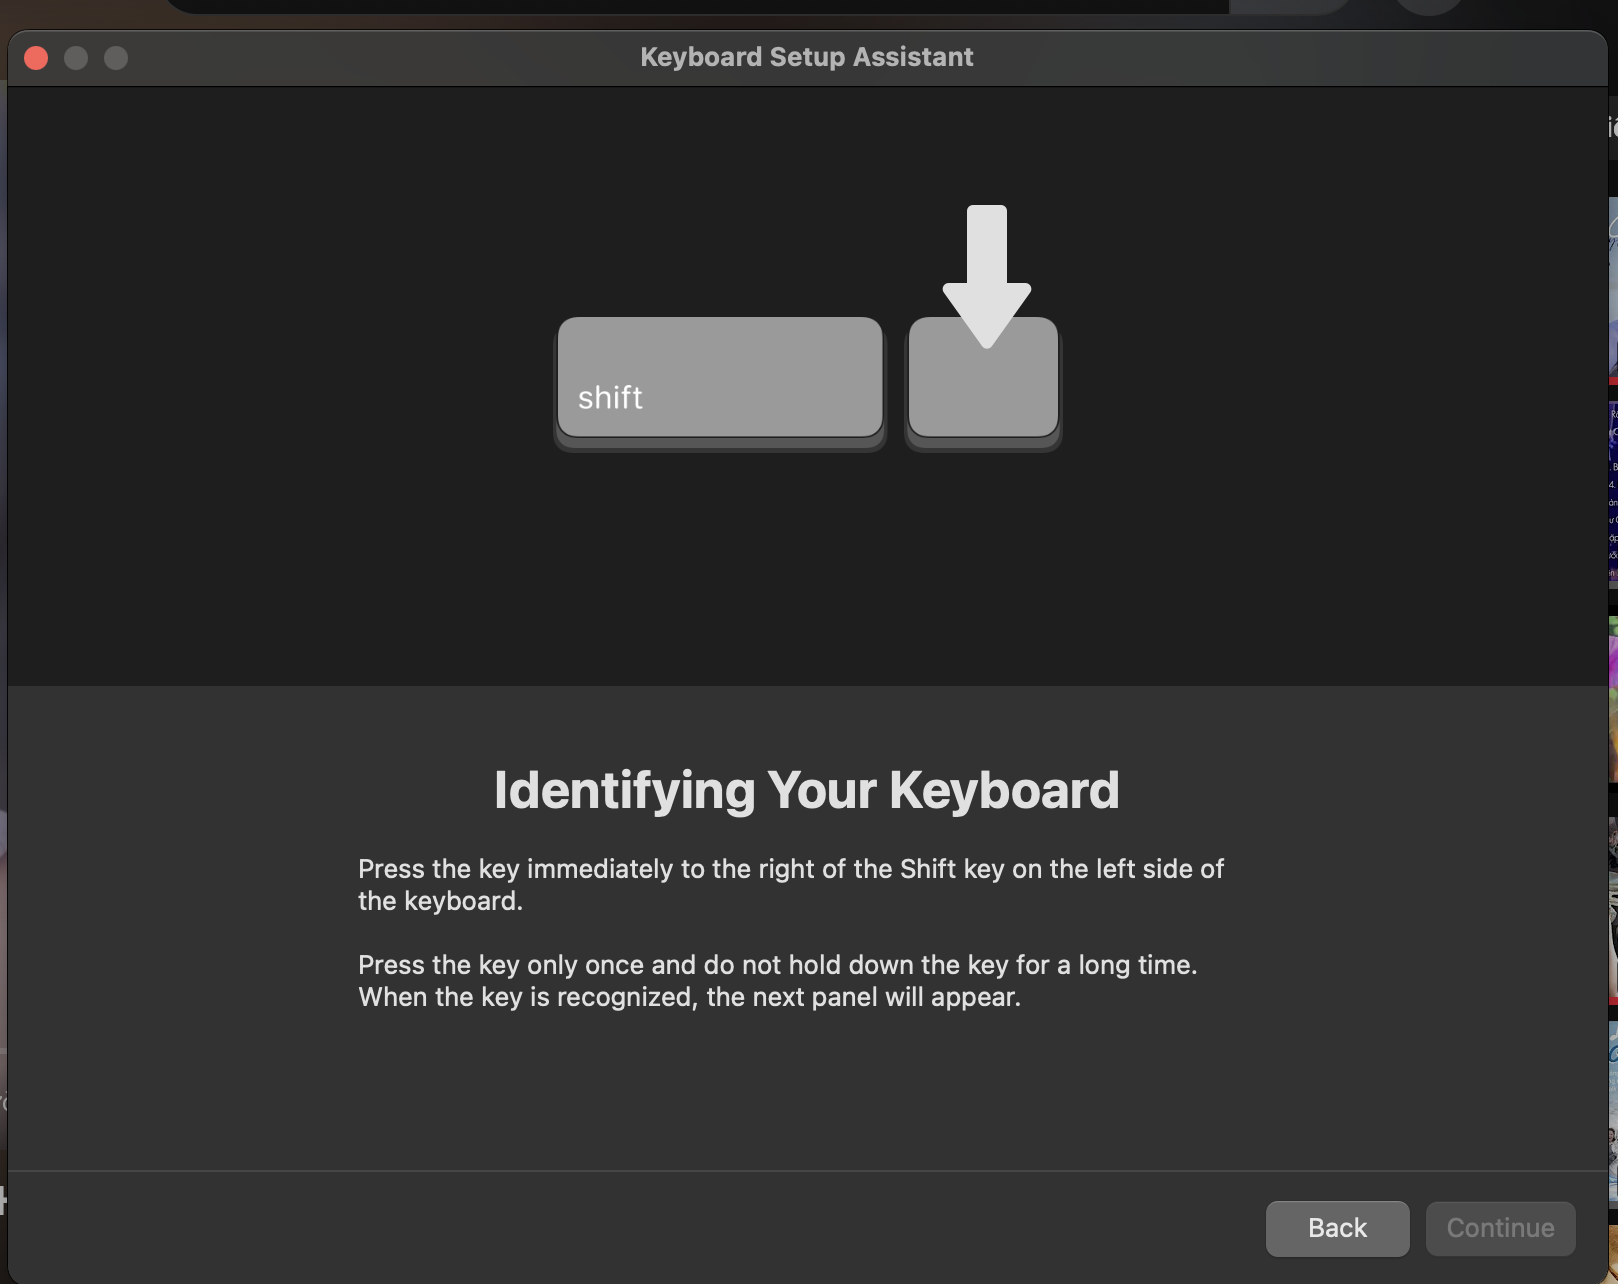 Keyboard Setup Assistant
shift
Identifying Your Keyboard
Press the key immediately to the right of the Shift key on the left side of
the keyboard.
Press the key only once and do not hold down the key for a long time.
When the key is recognized, the next panel will appear.
Back
Continue